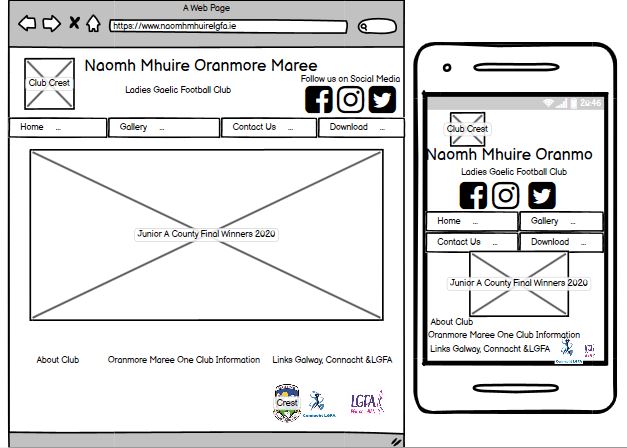 A Web Page
https://www.naomhmhuirelgfa.ie
Naomh Mhuire Oranmore Maree
Club Crest
Ladies Gaelic Football Club
Follow us on Social Media
Home ...
Gallery ...
Contact Us ...
Download ...
Junior A County Final Winners 2020
About Club
Oranmore Maree One Club Information
Links Galway, Connacht &LGFA
Crest
Connacht LGFA
LGFA
20:46
Club Crest
Naomh Mhuire Oranmo
Ladies Gaelic Football Club
Home ...
Gallery ...
Contact Us ...
Download ...
Junior A County Final Winners 2020
About Club
Oranmore Maree One Club Information
Links Galway, Connacht &LGFA
LGFA